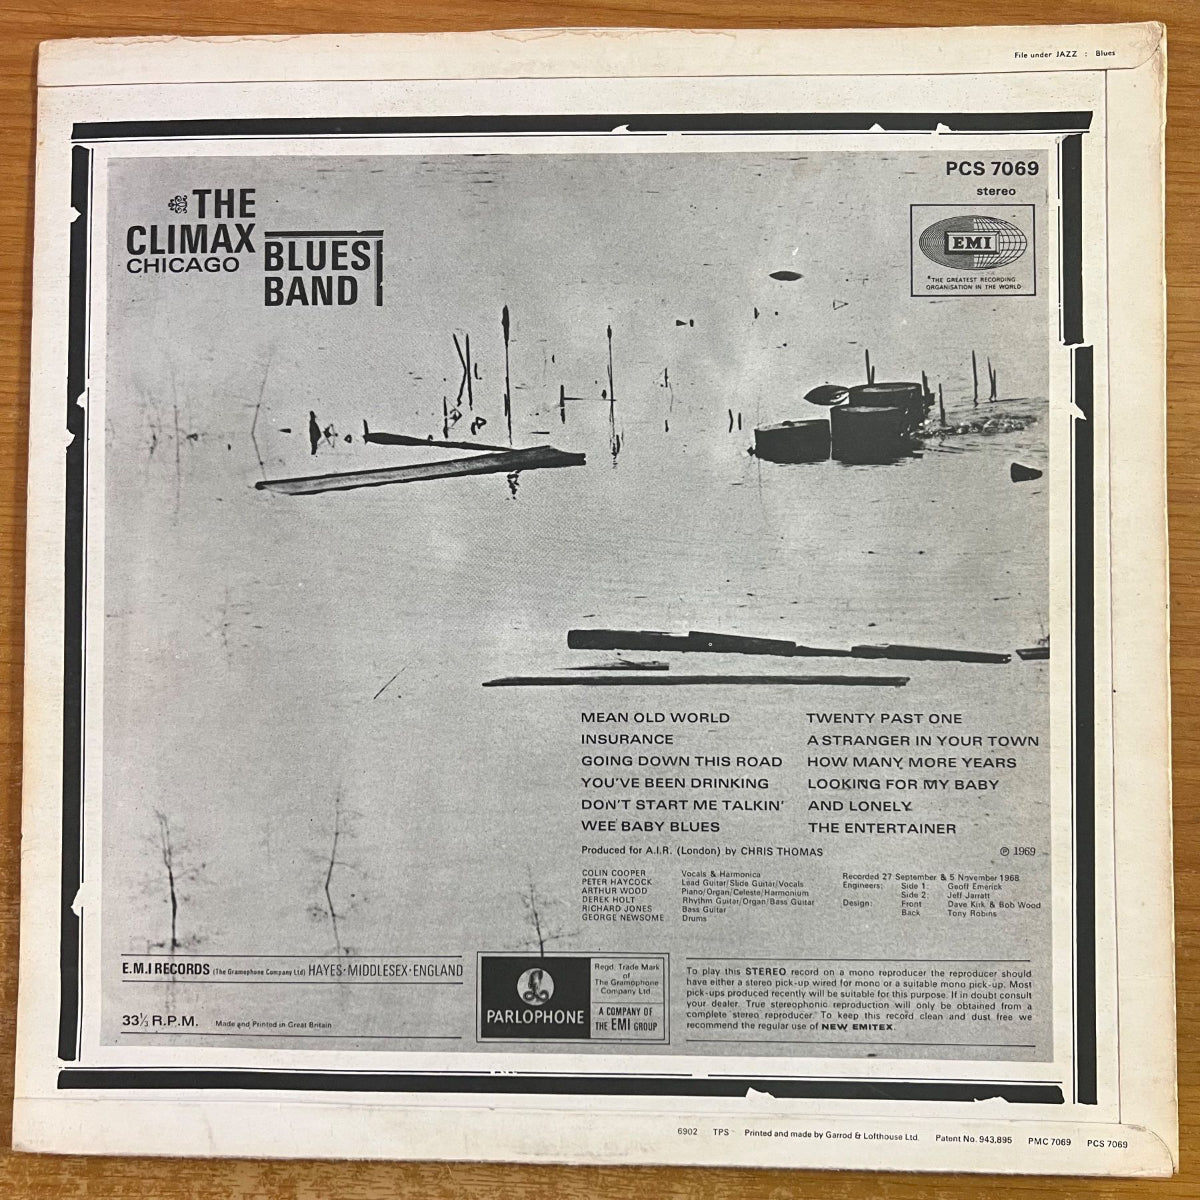 File under JAZZ : Blues
PCS 7069
stereo
EMI
"THE GREATEST RECORDING
ORGANISATION IN THE WORLD
THE
CLIMAX
CHICAGO
BLUES
BAND
MEAN OLD WORLD
INSURANCE
GOING DOWN THIS ROAD
YOU'VE BEEN DRINKING
DON'T START ME TALKIN'
WEE BABY BLUES
TWENTY PAST ONE
A STRANGER IN YOUR TOWN
HOW MANY MORE YEARS
LOOKING FOR MY BABY
AND LONELY
THE ENTERTAINER
Produced for A.I.R. (London) by CHRIS THOMAS
℗ 1969
COLIN COOPER Vocals & Harmonica
PETER HAYCOCK Lead Guitar/Slide Guitar/Vocals
ARTHUR WOOD Piano/Organ/Celeste/Harmonium
DEREK HOLT Rhythm Guitar/Organ/Bass Guitar
RICHARD JONES Bass Guitar
GEORGE NEWSOME Drums
Recorded 27 September & 5 November 1968
Engineers: Side 1: Geoff Emerick
Side 2: Jeff Jarratt
Design: Front Dave Kirk & Bob Wood
Back Tony Robins
E.M.I RECORDS (The Gramophone Company Ltd) HAYES·MIDDLESEX·ENGLAND
33⅓ R.P.M. Made and Printed in Great Britain
PARLOPHONE
Regd. Trade Mark
of
The Gramophone
Company Ltd.
A COMPANY OF
THE EMI GROUP
To play this STEREO record on a mono reproducer the reproducer should
have either a stereo pick-up wired for mono or a suitable mono pick-up. Most
pick-ups produced recently will be suitable for this purpose. If in doubt consult
your dealer. True stereophonic reproduction will only be obtained from a
complete stereo reproducer. To keep this record clean and dust free we
recommend the regular use of NEW EMITEX.
6902 TPS Printed and made by Garrod & Lofthouse Ltd. Patent No. 943,895 PMC 7069 PCS 7069